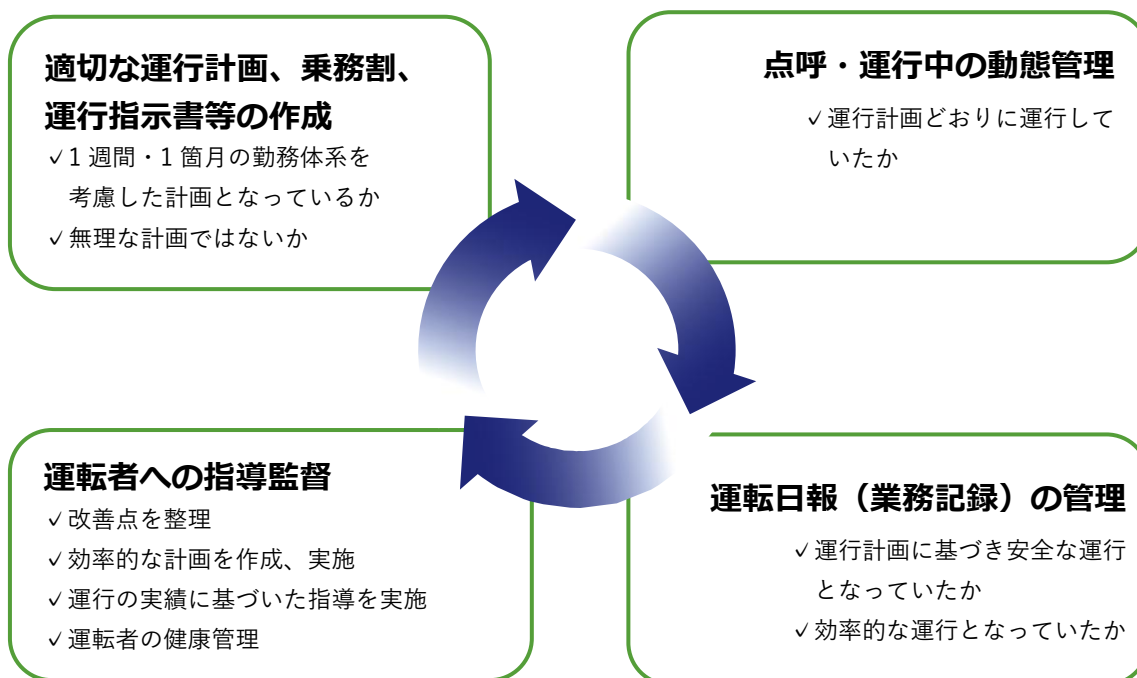 適切な運行計画、乗務割、
運行指示書等の作成
✓1 週間・1 箇月の勤務体系を
考慮した計画となっているか
✓無理な計画ではないか
点呼・運行中の動態管理
✓運行計画どおりに運行して
いたか
運転者への指導監督
✓改善点を整理
✓効率的な計画を作成、実施
✓運行の実績に基づいた指導を実施
✓運転者の健康管理
運転日報（業務記録）の管理
✓運行計画に基づき安全な運行
となっていたか
✓効率的な運行となっていたか